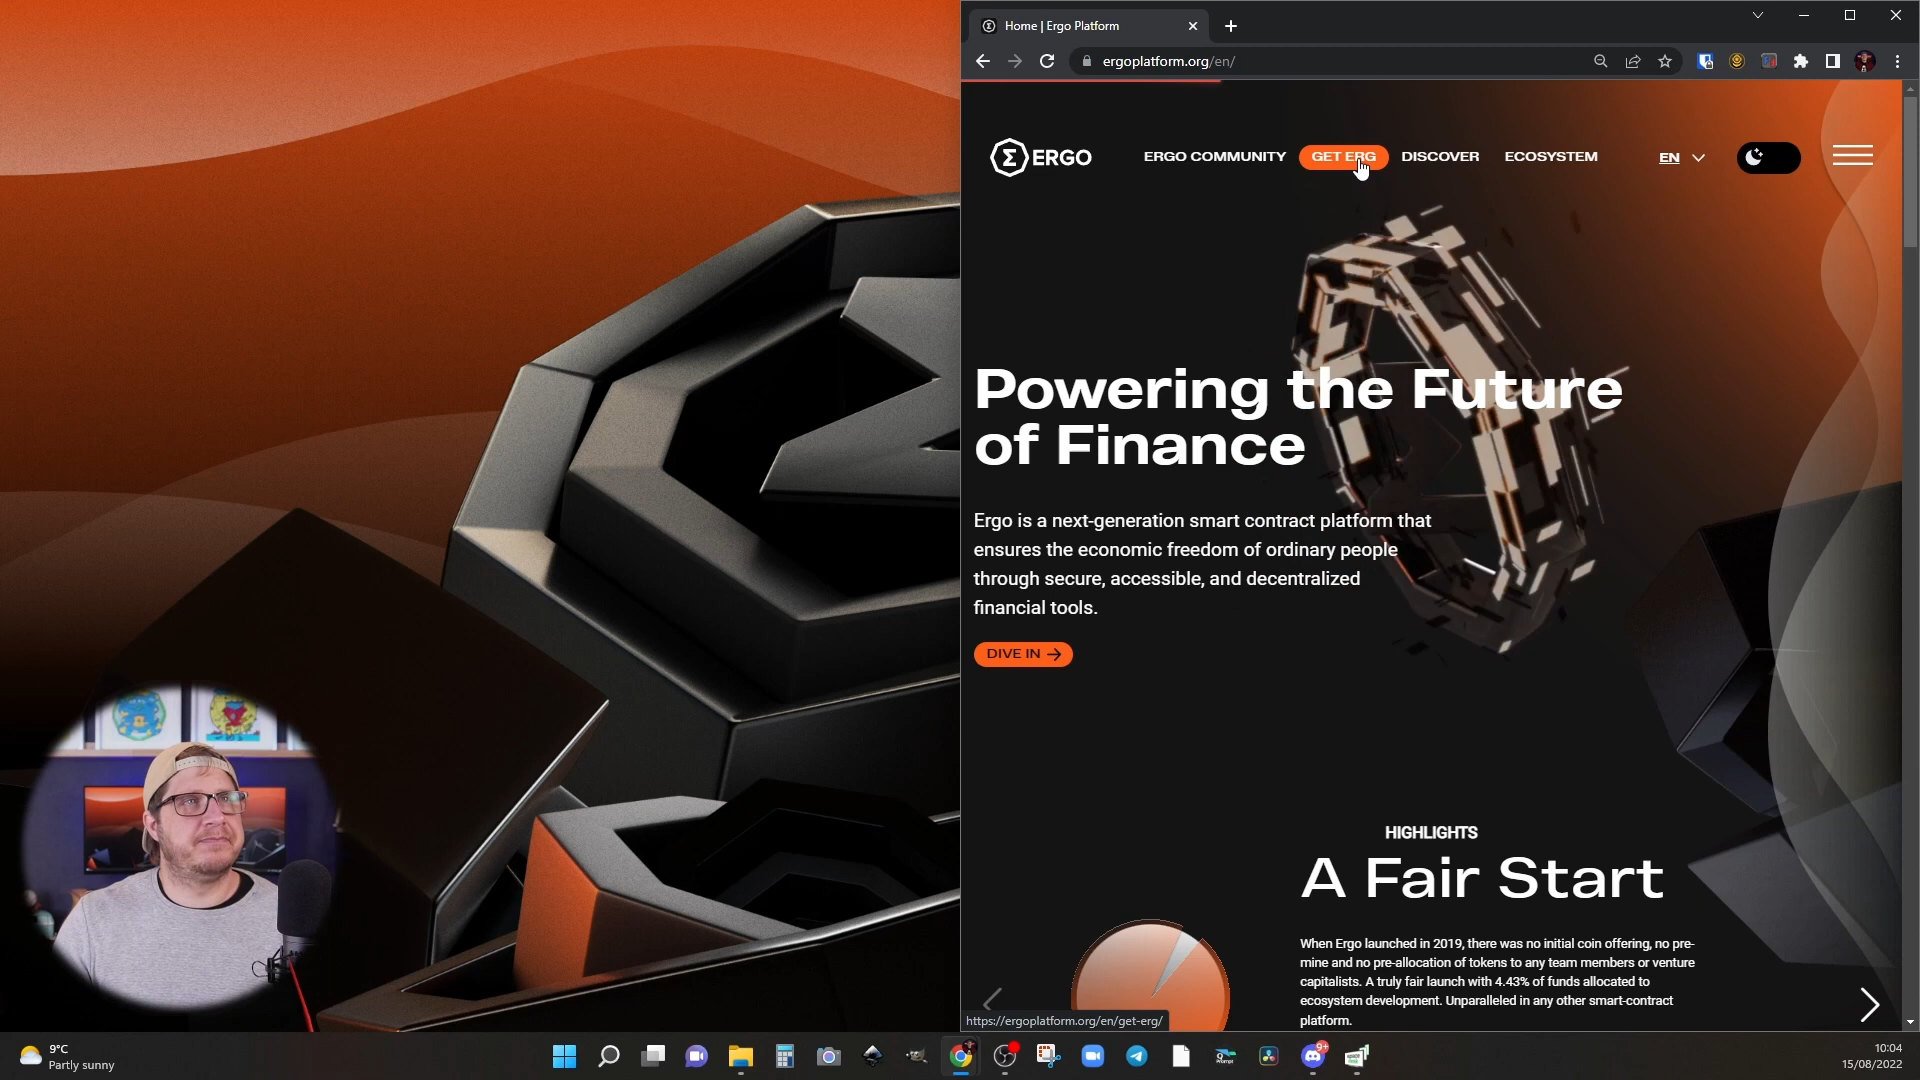 Home | Ergo Platform
ergoplatform.org/en/
ERGO
ERGO COMMUNITY
GET ERG
DISCOVER
ECOSYSTEM
EN
Powering the Future
of Finance
Ergo is a next-generation smart contract platform that
ensures the economic freedom of ordinary people
through secure, accessible, and decentralized
financial tools.
DIVE IN
HIGHLIGHTS
A Fair Start
When Ergo launched in 2019, there was no initial coin offering, no pre-
mine and no pre-allocation of tokens to any team members or venture
capitalists. A truly fair launch with 4.43% of funds allocated to
ecosystem development. Unparalleled in any other smart-contract
platform.
https://ergoplatform.org/en/get-erg/
9°C
Partly sunny
9+
10:04
15/08/2022